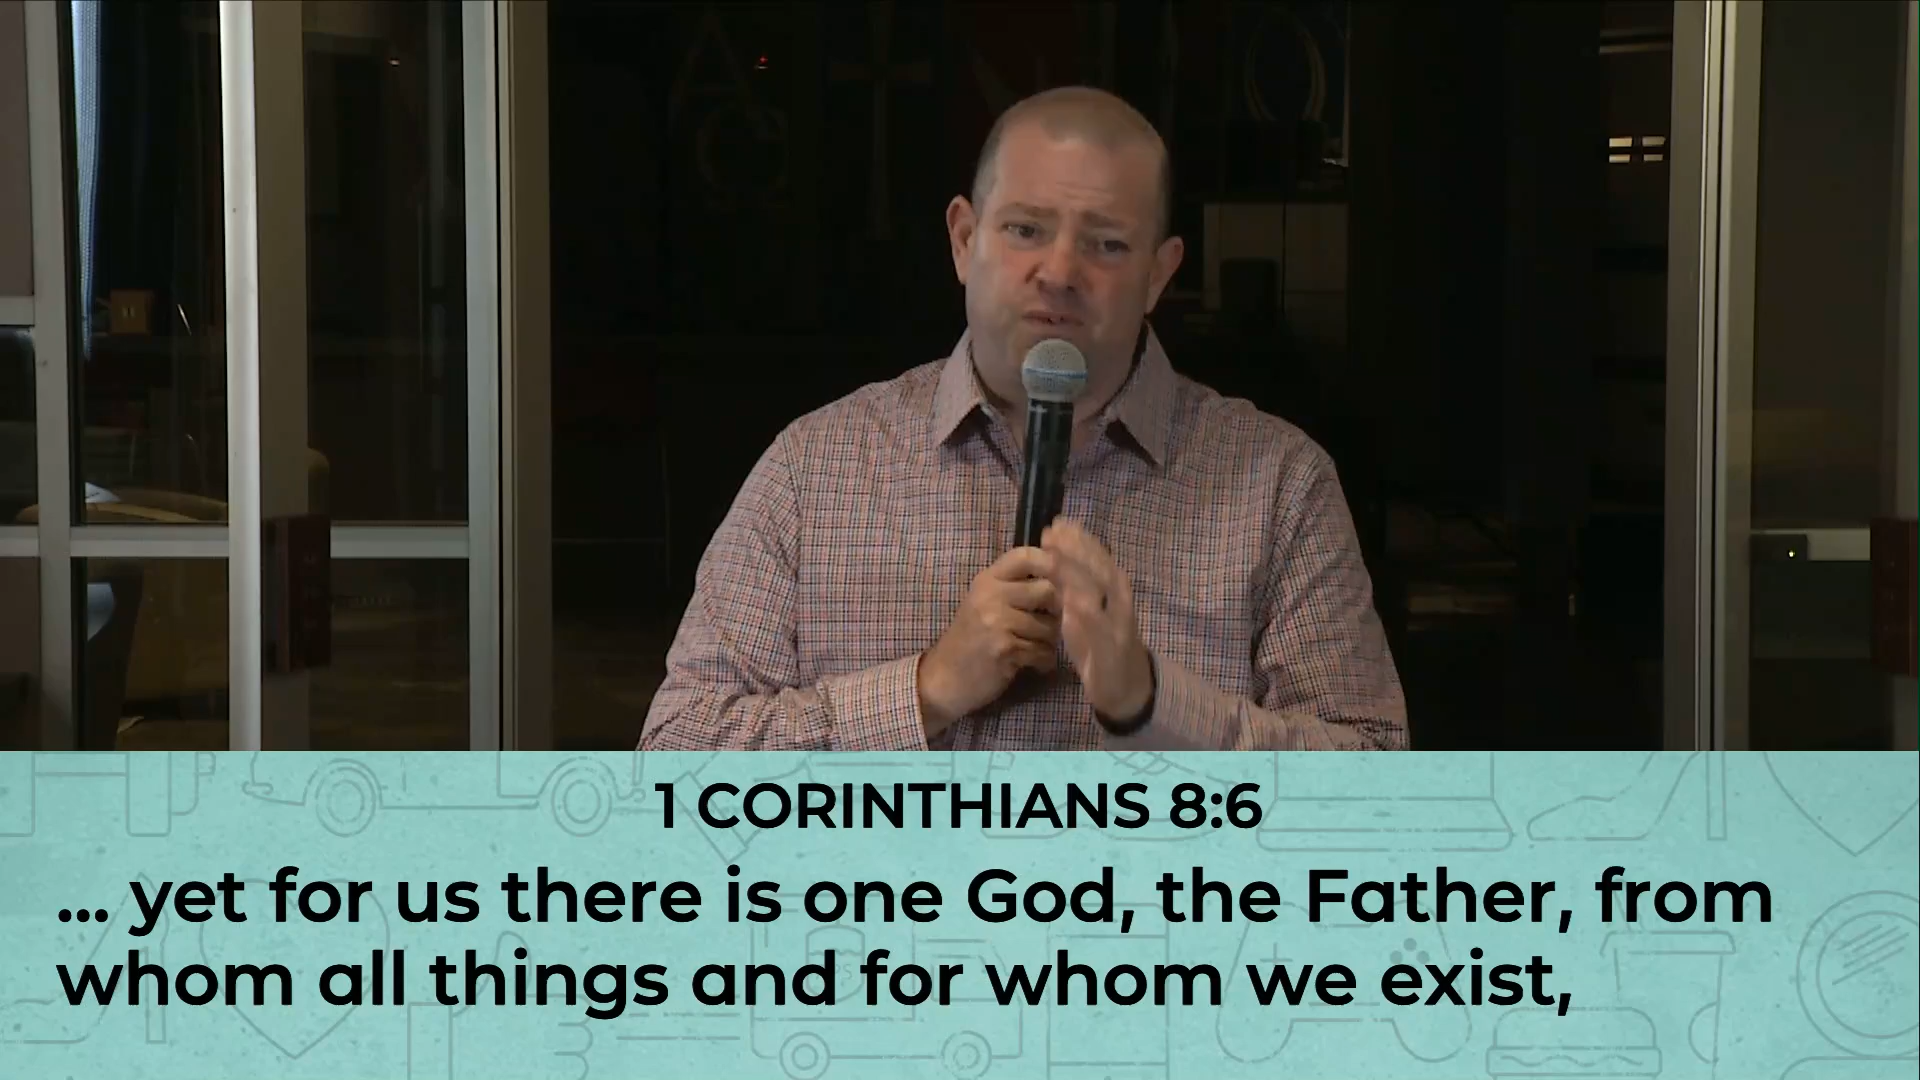 1 CORINTHIANS 8:6
... yet for us there is one God, the Father, from
whom all things and for whom we exist,